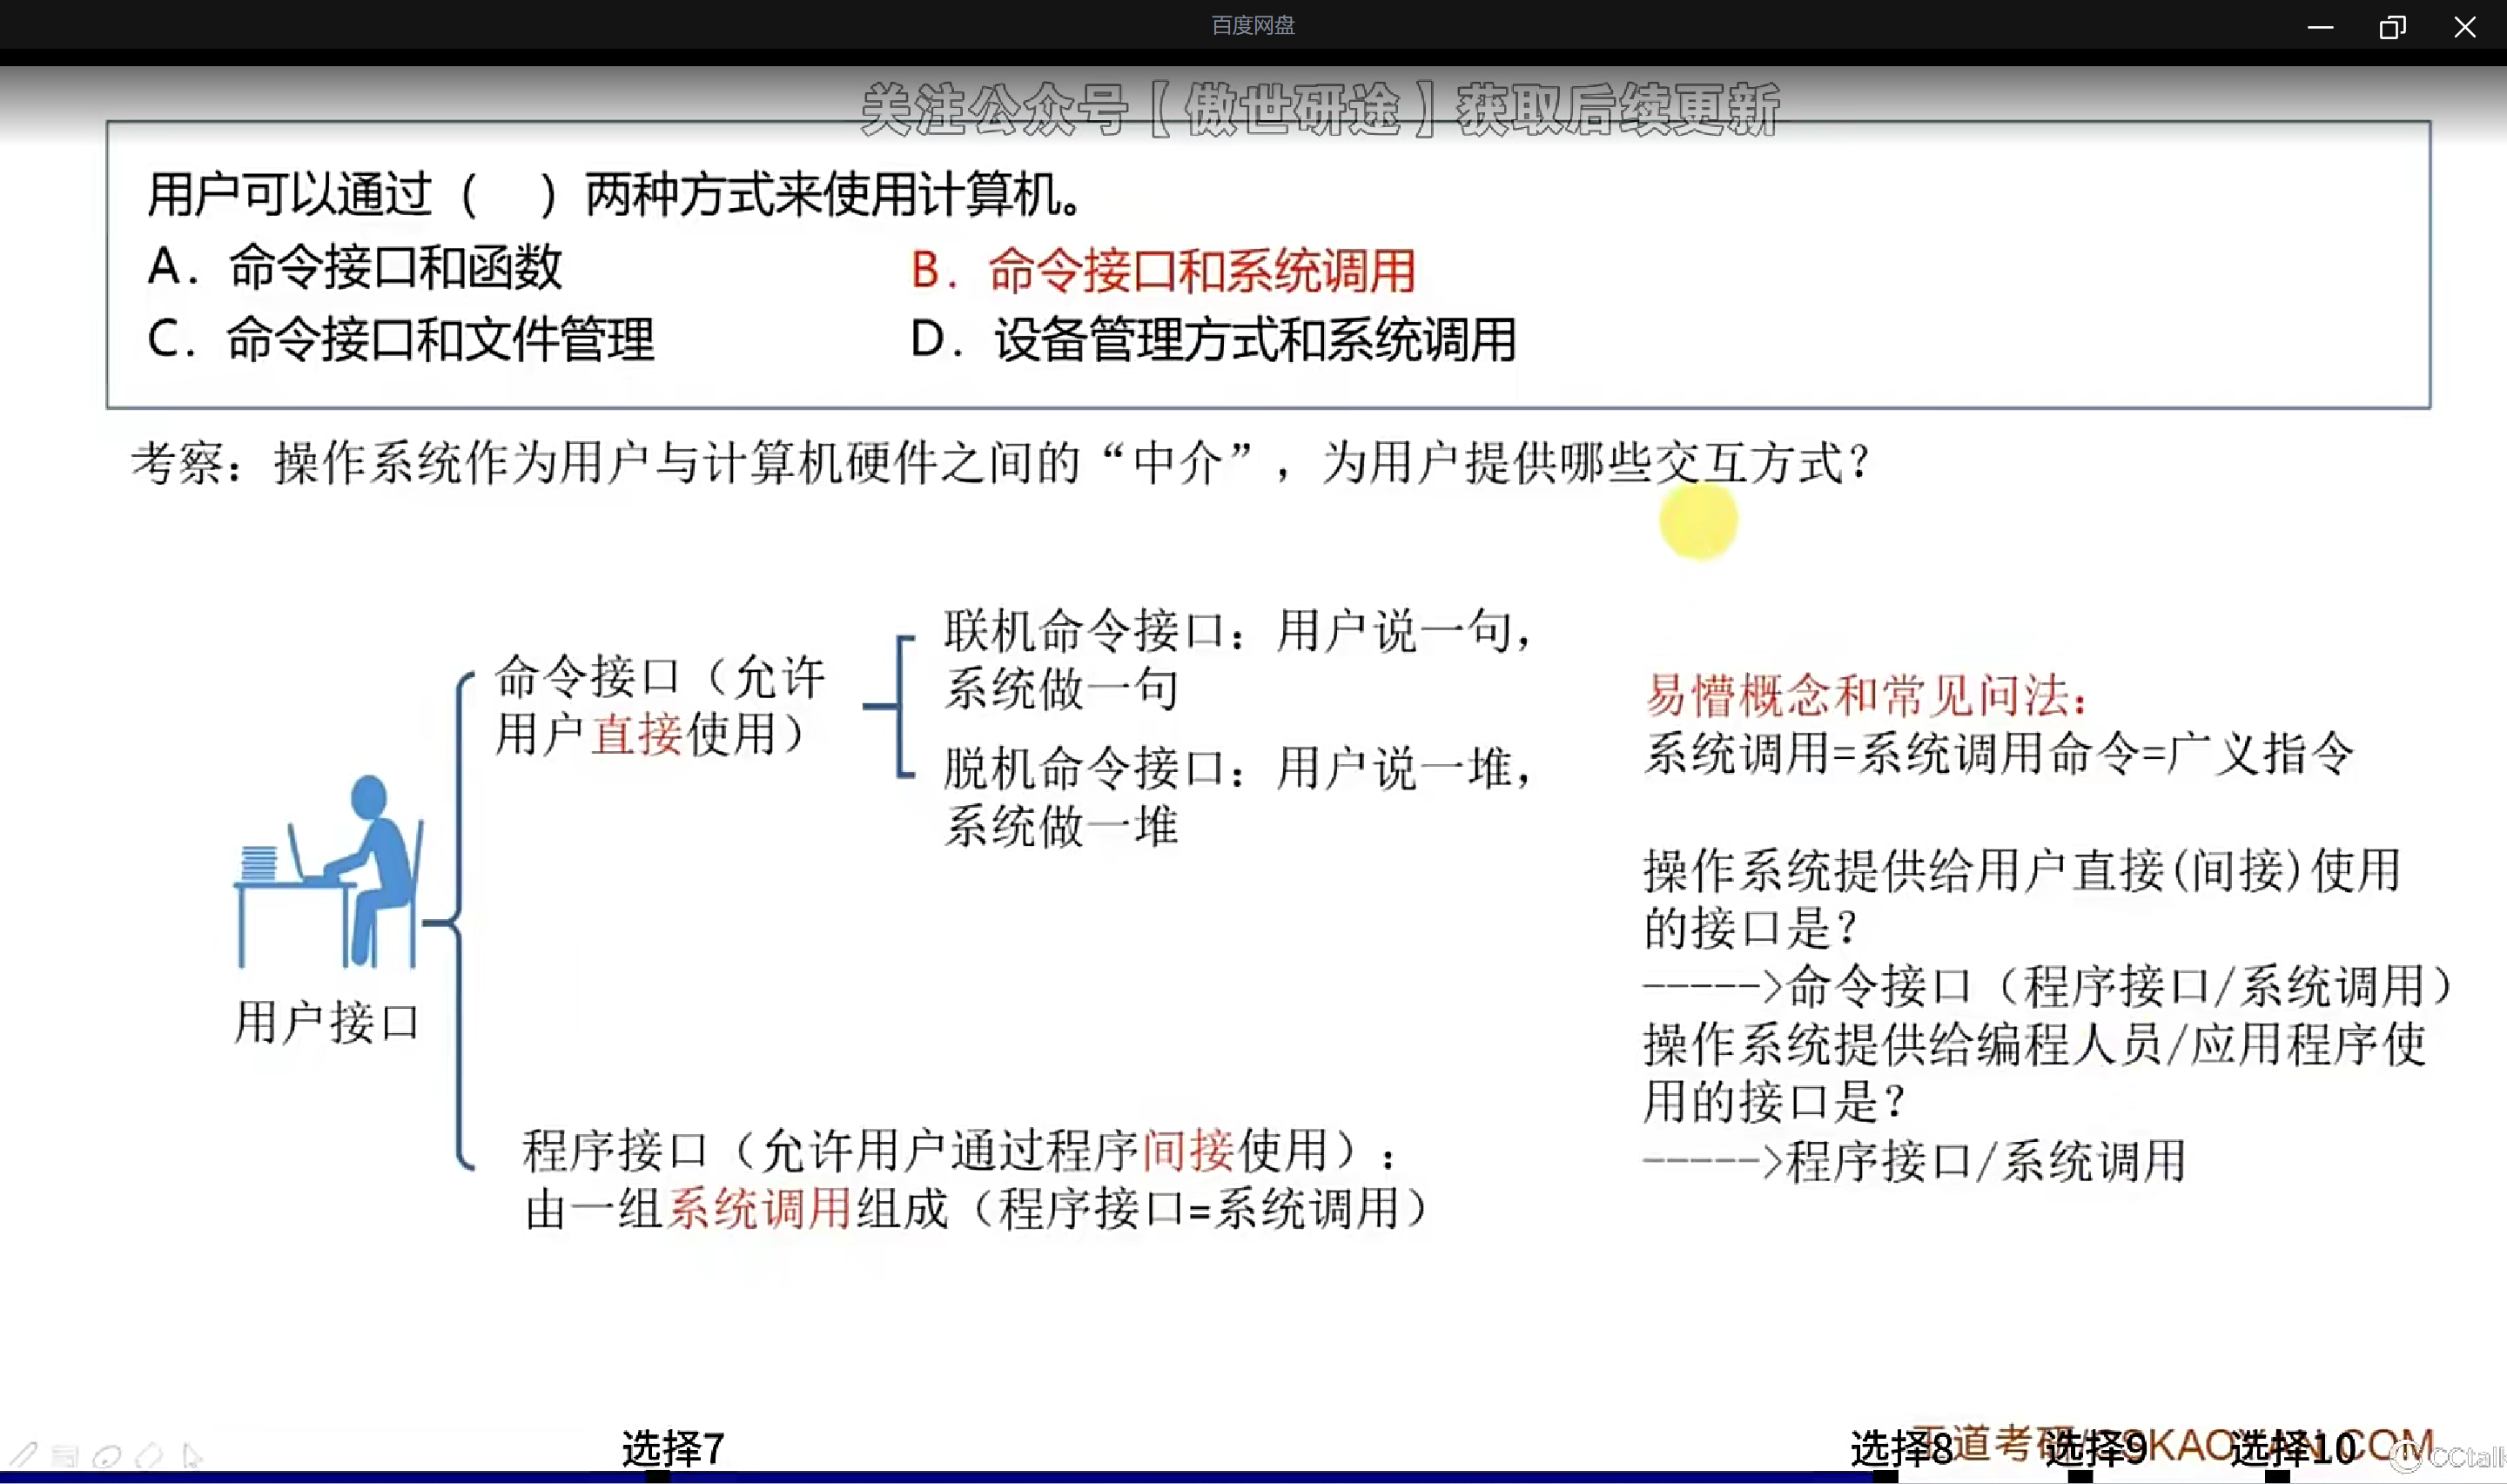 百度网盘
关注公众号【傲世研途】获取后续更新
用户可以通过（ ）两种方式来使用计算机。
A. 命令接口和函数
B. 命令接口和系统调用
C. 命令接口和文件管理
D. 设备管理方式和系统调用
考察：操作系统作为用户与计算机硬件之间的“中介”，为用户提供哪些交互方式？
用户接口
命令接口（允许
用户直接使用）
联机命令接口：用户说一句，
系统做一句
脱机命令接口：用户说一堆，
系统做一堆
程序接口（允许用户通过程序间接使用）：
由一组系统调用组成（程序接口=系统调用）
易懵概念和常见问法：
系统调用=系统调用命令=广义指令
操作系统提供给用户直接(间接)使用
的接口是？
----->命令接口（程序接口/系统调用）
操作系统提供给编程人员/应用程序使
用的接口是？
----->程序接口/系统调用
选择7
选择8
选择9
选择10
CCtalk